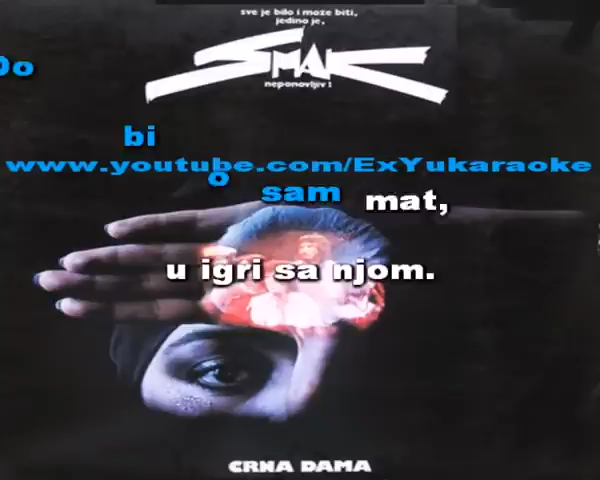 sve je bilo i moze biti,
jedino je,
SMAK
neponovljiv!
Do
bi
www.youtube.com/ExYukaraoke
o
sam
mat,
u igri sa njom.
CRNA DAMA